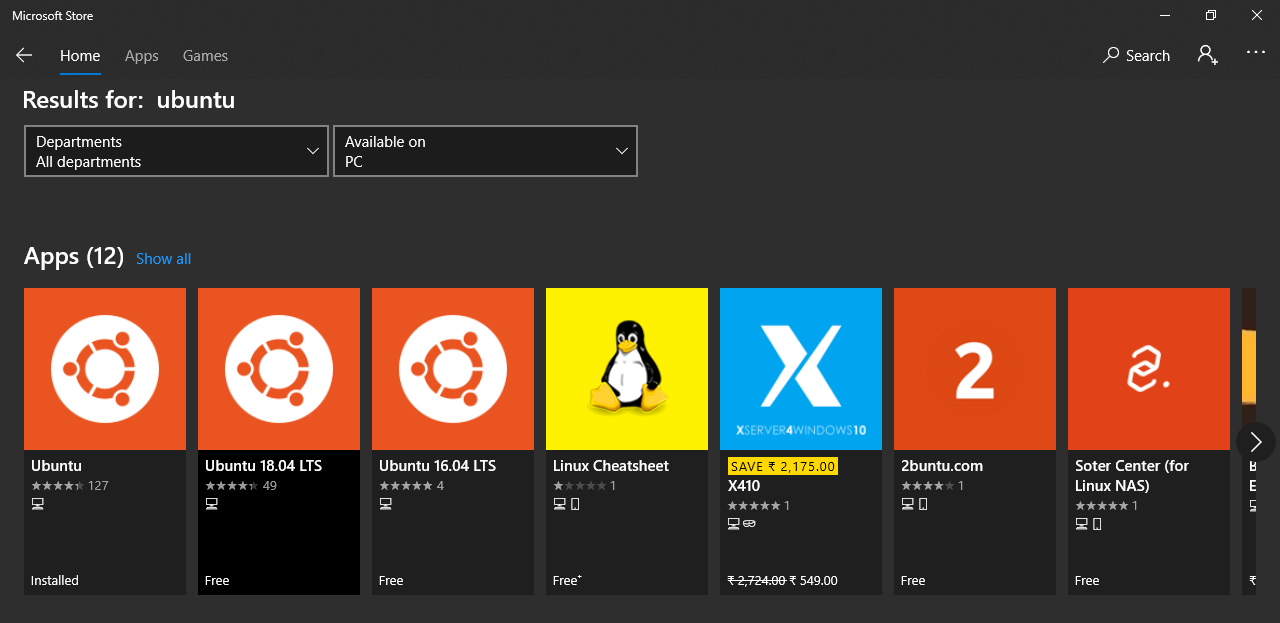 Microsoft Store
Home Apps Games Search
Results for: ubuntu
Departments
All departments
Available on
PC
Apps (12) Show all
Ubuntu
127
Installed
Ubuntu 18.04 LTS
49
Free
Ubuntu 16.04 LTS
4
Free
Linux Cheatsheet
1
Free+
XSERVER4WINDOWS10
SAVE ₹ 2,175.00
X410
1
₹ 2,724.00 ₹ 549.00
2
2buntu.com
1
Free
Soter Center (for
Linux NAS)
1
Free
B
E
₹